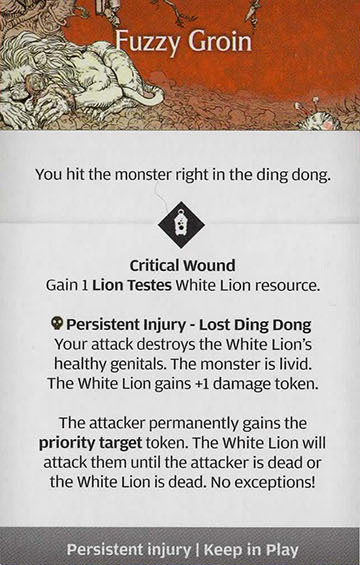 Fuzzy Groin
You hit the monster right in the ding dong.
Critical Wound
Gain 1 Lion Testes White Lion resource.
Persistent Injury - Lost Ding Dong
Your attack destroys the White Lion's
healthy genitals. The monster is livid.
The White Lion gains +1 damage token.
The attacker permanently gains the
priority target token. The White Lion will
attack them until the attacker is dead or
the White Lion is dead. No exceptions!
Persistent injury | Keep in Play